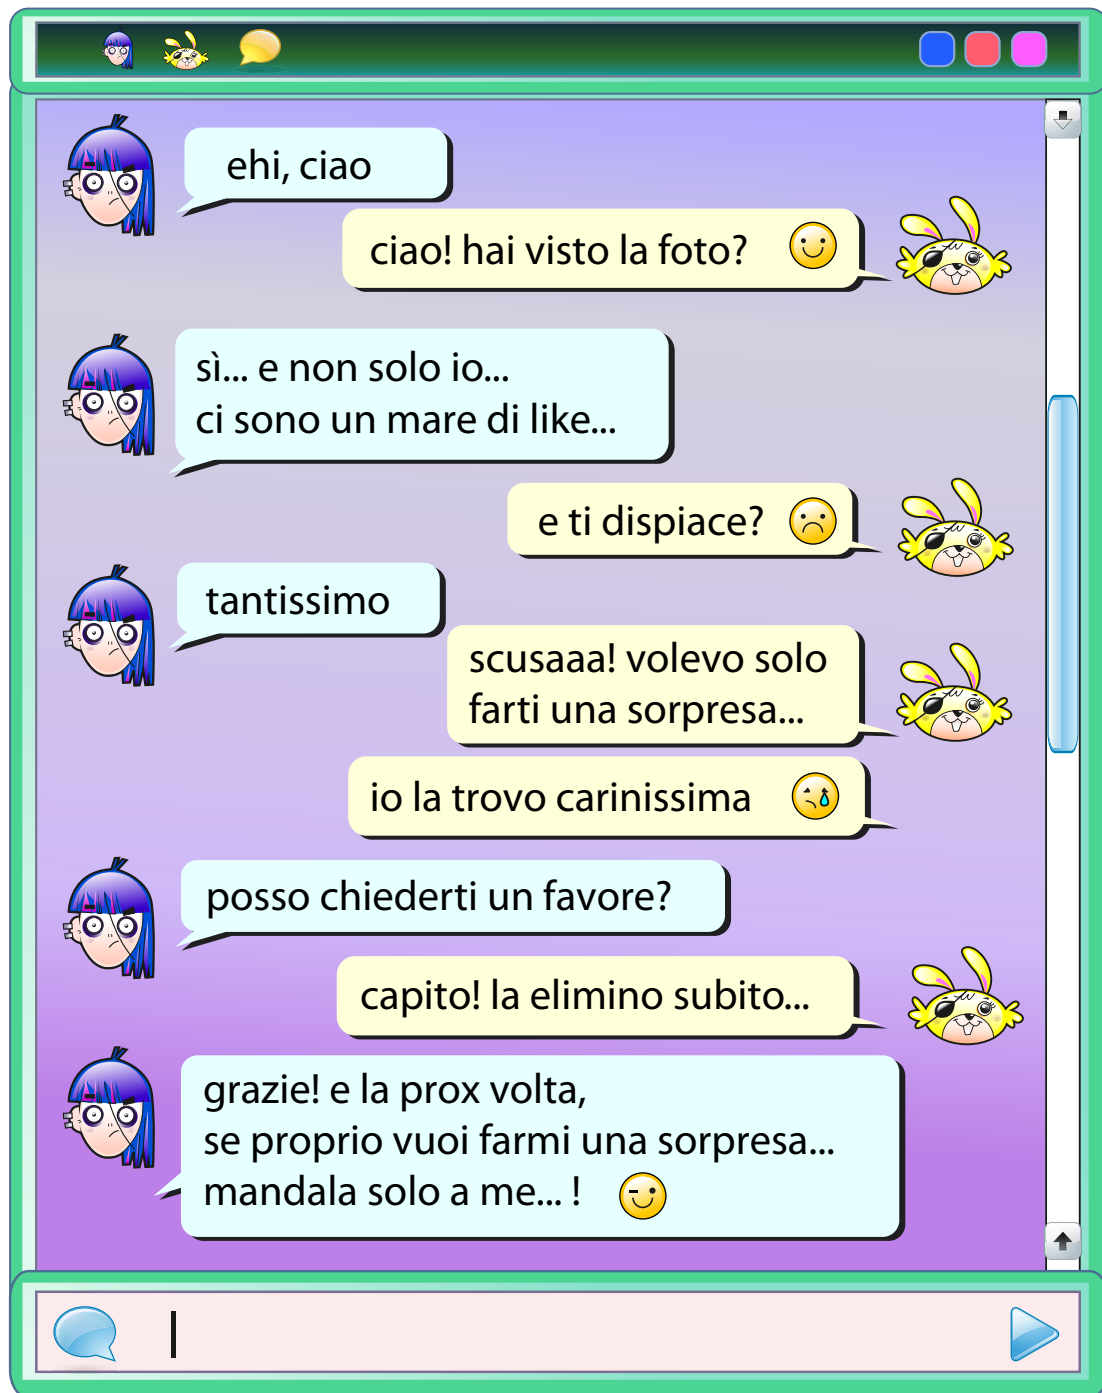 ehi, ciao
ciao! hai visto la foto?
sì... e non solo io...
ci sono un mare di like...
e ti dispiace?
tantissimo
scusaaa! volevo solo
farti una sorpresa...
io la trovo carinissima
posso chiederti un favore?
capito! la elimino subito...
grazie! e la prox volta,
se proprio vuoi farmi una sorpresa...
mandala solo a me... !